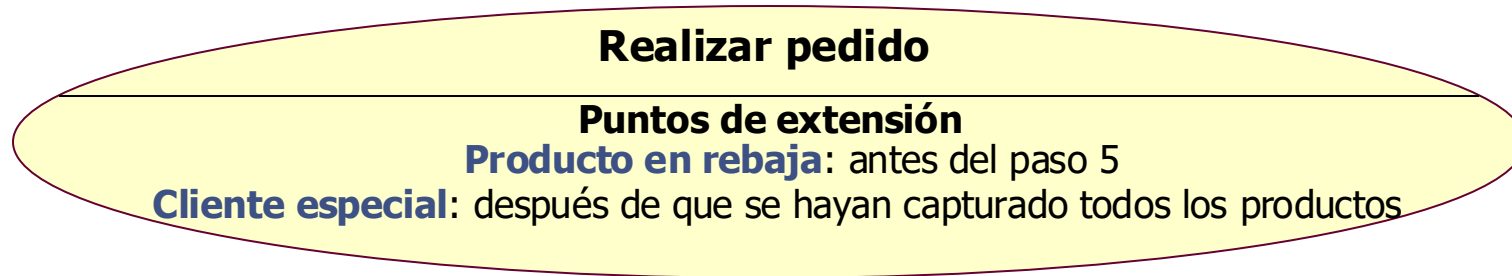 Realizar pedido
Puntos de extensión
Producto en rebaja: antes del paso 5
Cliente especial: después de que se hayan capturado todos los productos